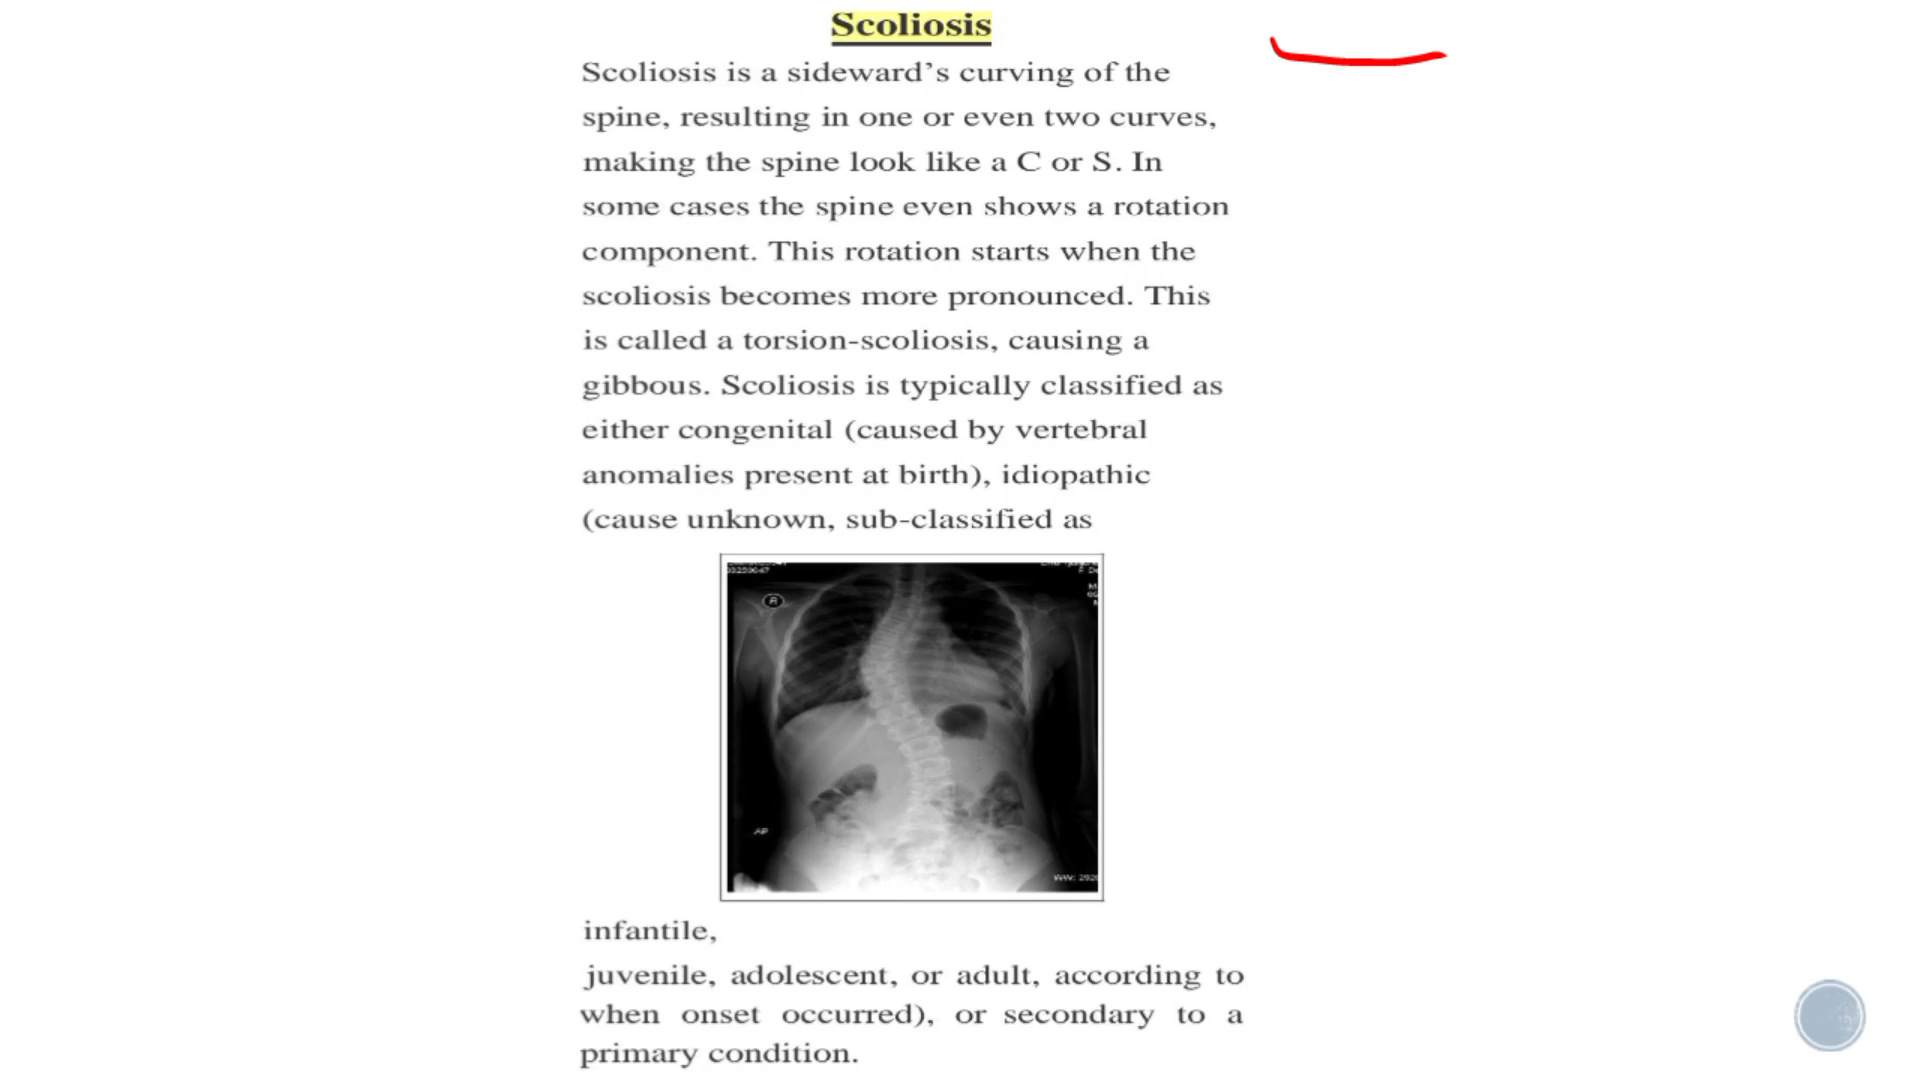 Scoliosis
Scoliosis is a sideward’s curving of the
spine, resulting in one or even two curves,
making the spine look like a C or S. In
some cases the spine even shows a rotation
component. This rotation starts when the
scoliosis becomes more pronounced. This
is called a torsion-scoliosis, causing a
gibbous. Scoliosis is typically classified as
either congenital (caused by vertebral
anomalies present at birth), idiopathic
(cause unknown, sub-classified as
R
AP
infantile,
juvenile, adolescent, or adult, according to
when onset occurred), or secondary to a
primary condition.